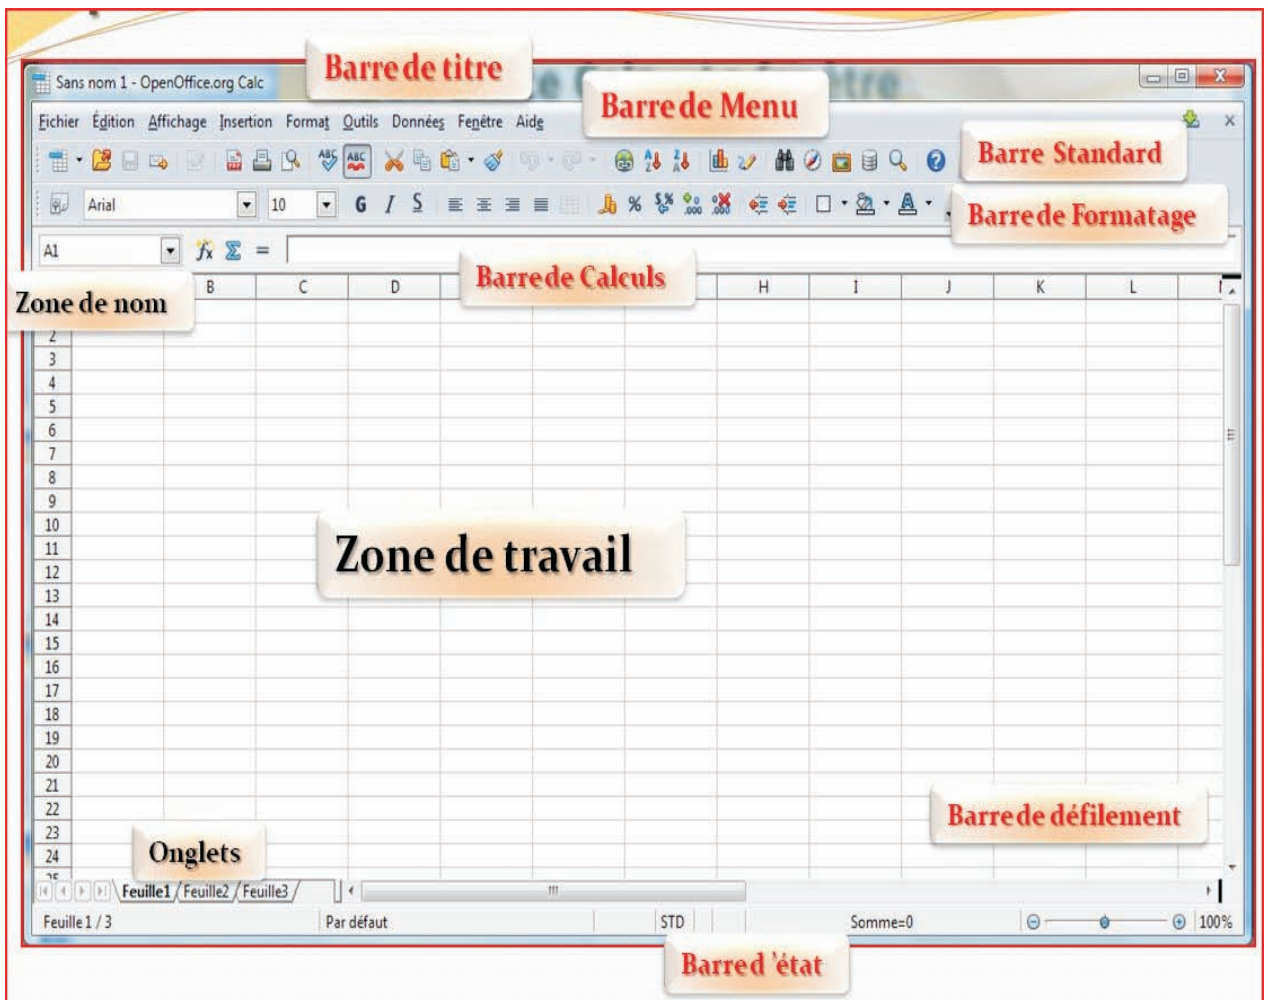 Barre de titre
Sans nom 1 - OpenOffice.org Calc
Barre de Menu
Fichier Édition Affichage Insertion Format Outils Données Fenêtre Aide
Barre Standard
Arial 10 G I S
Barre de Formatage
A1 =
Barre de Calculs
Zone de nom
B C D H I J K L
2
3
4
5
6
7
8
9
10
Zone de travail
11
12
13
14
15
16
17
18
19
20
21
22
Barre de défilement
23
Onglets
24
25
Feuille1 Feuille2 Feuille3
Feuille 1 / 3 Par défaut STD Somme=0 100%
Barre d 'état